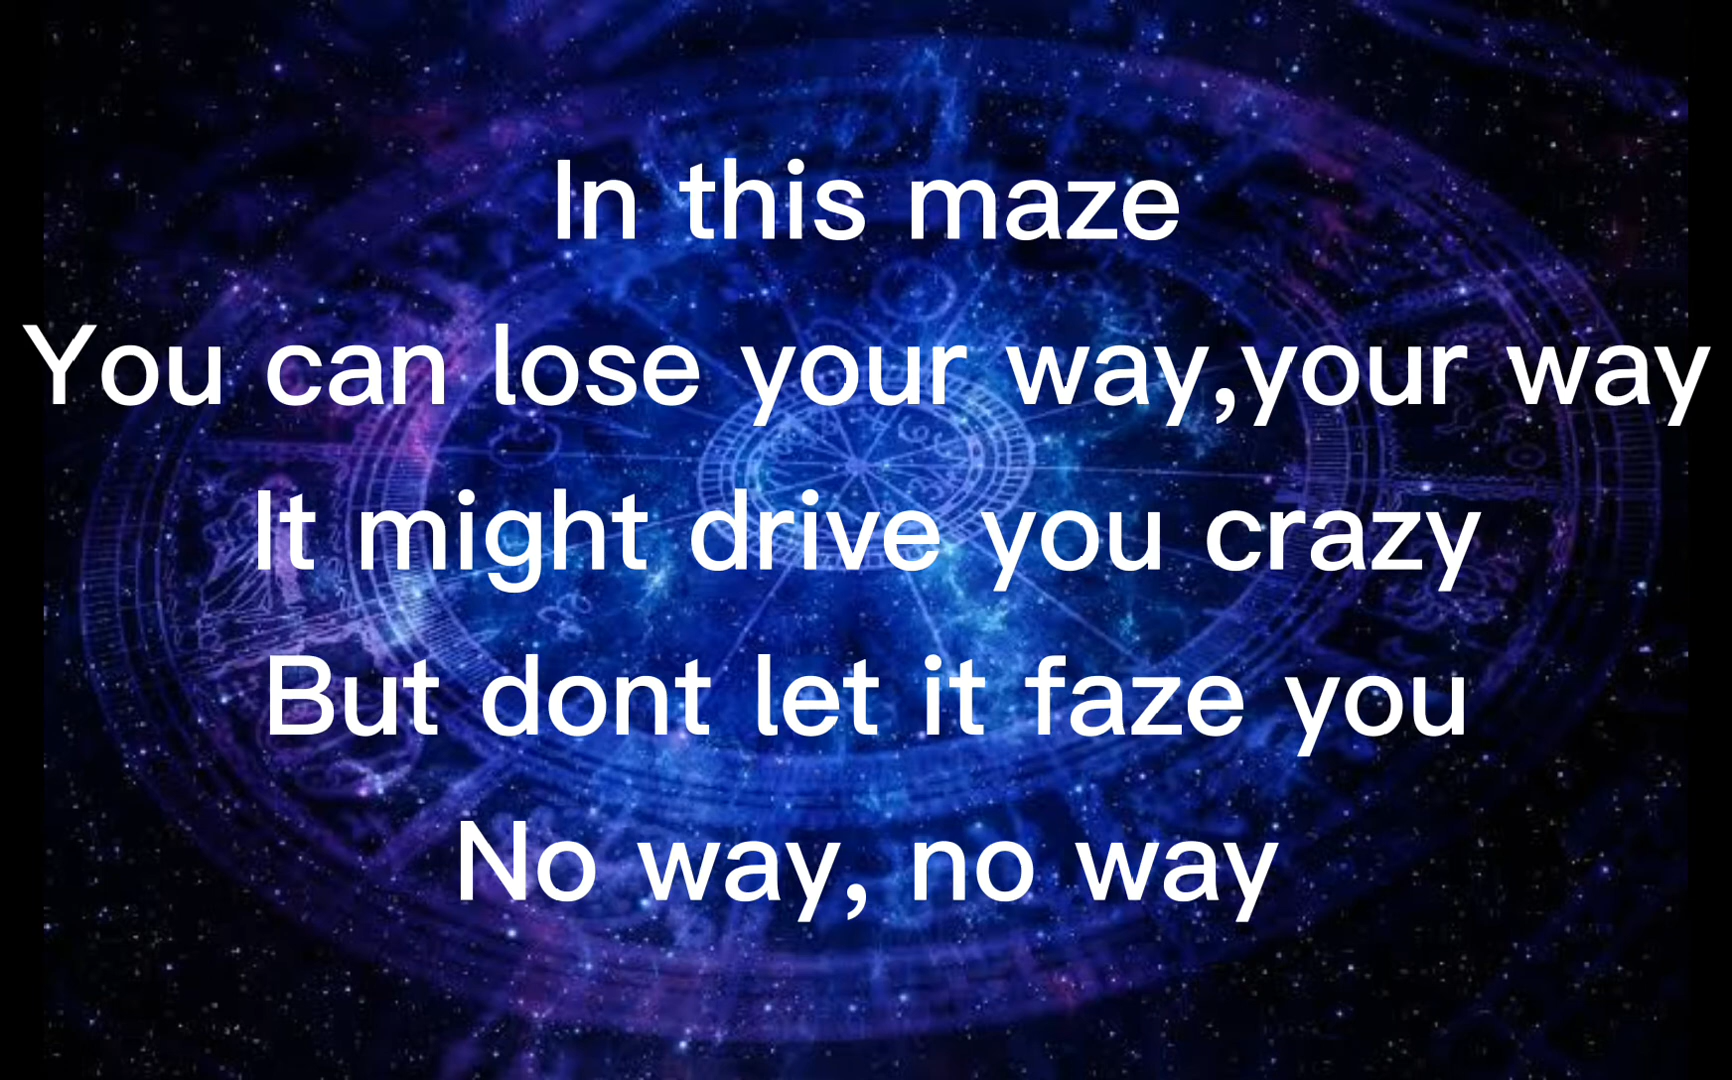 In this maze
You can lose your way,your way
It might drive you crazy
But dont let it faze you
No way, no way